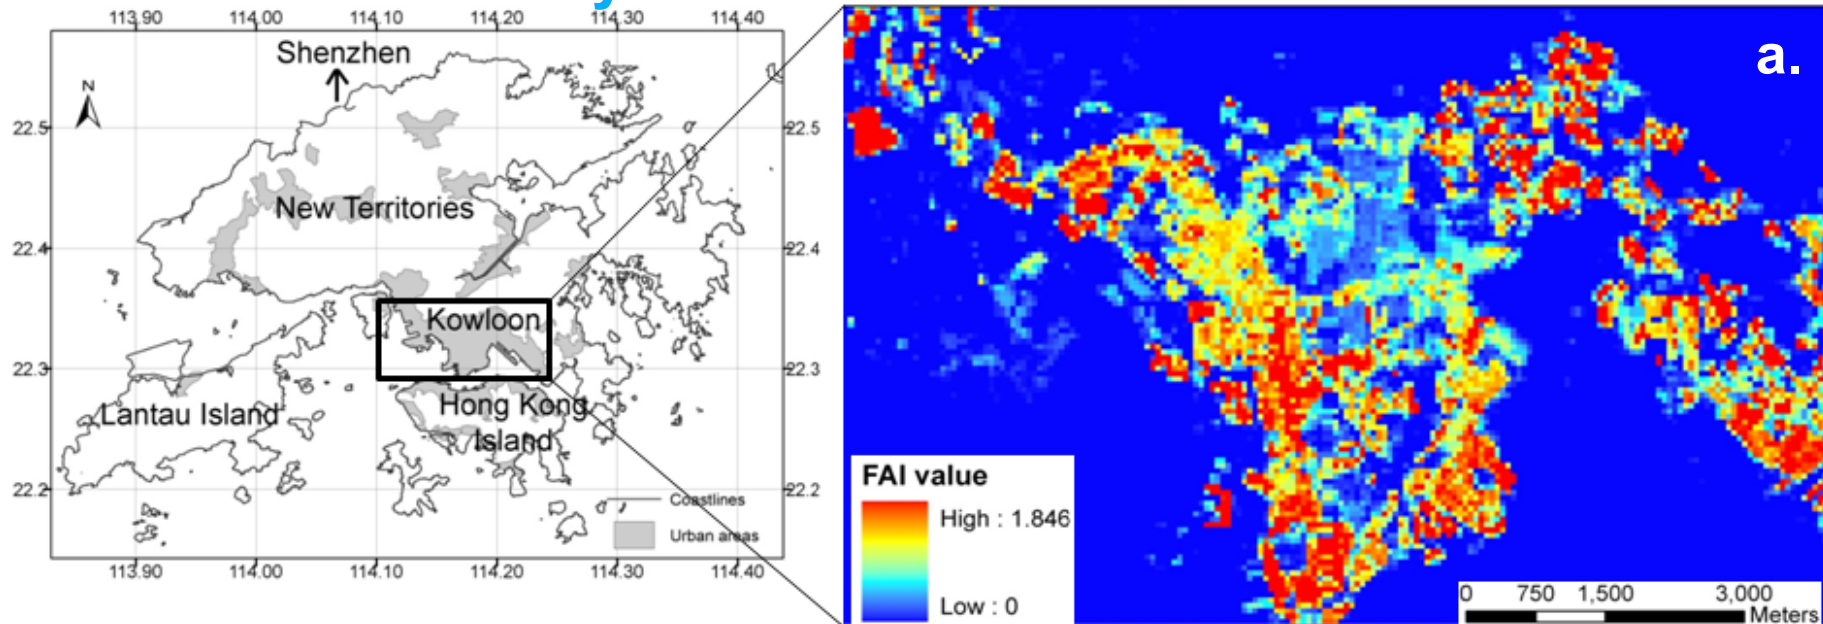 113.90 114.00 114.10 114.20 114.30 114.40
Shenzhen
N
22.5 22.5
New Territories
22.4 22.4
Kowloon
22.3 22.3
Lantau Island
Hong Kong
Island
22.2 22.2
Coastlines
Urban areas
113.90 114.00 114.10 114.20 114.30 114.40
a.
FAI value
High : 1.846
Low : 0
0 750 1,500 3,000
Meters